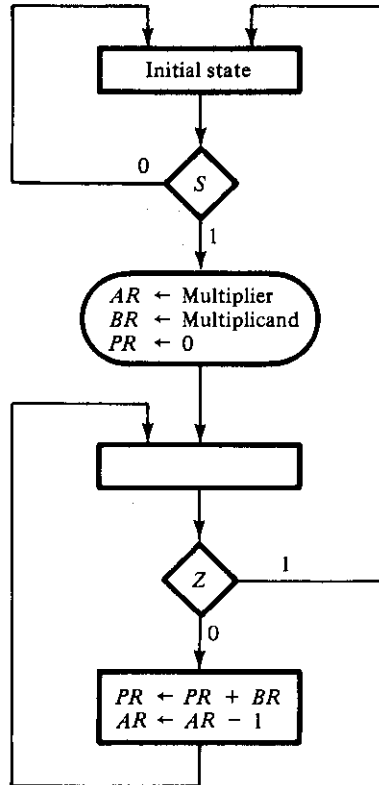 Initial state
0
S
1
AR ← Multiplier
BR ← Multiplicand
PR ← 0
Z
1
0
PR ← PR + BR
AR ← AR − 1